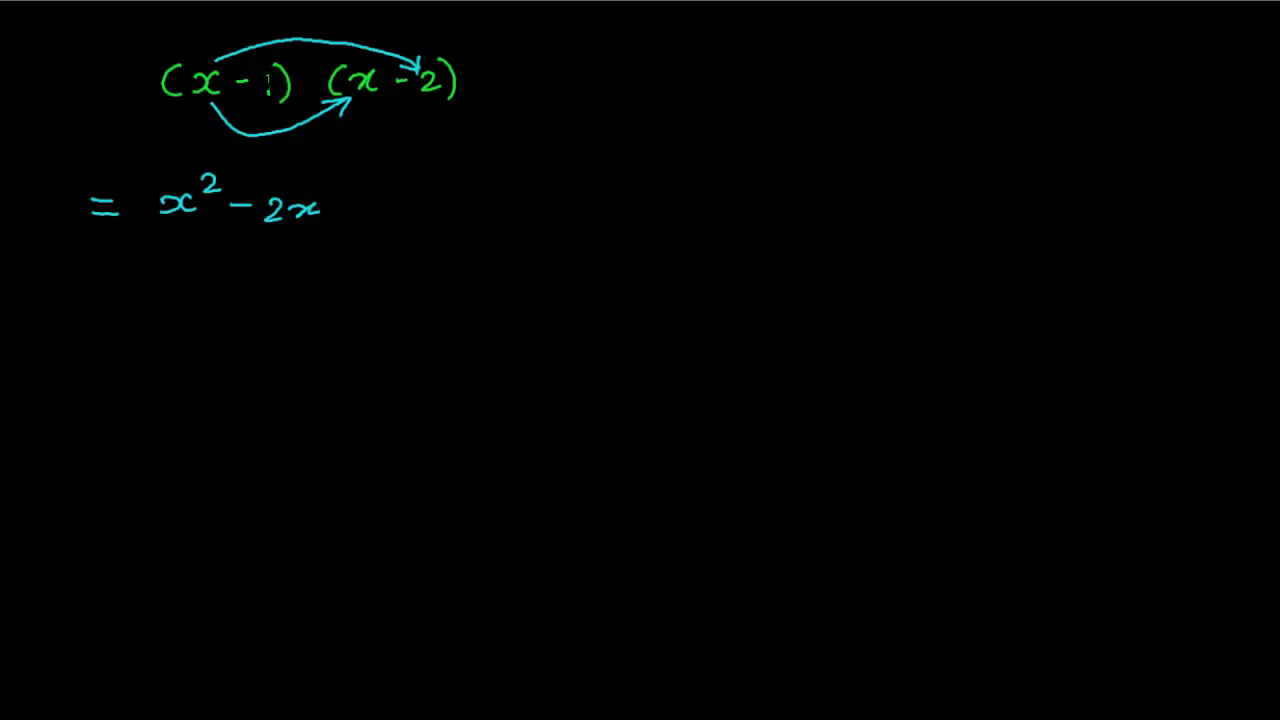 (x - 1) (x - 2)
= x² - 2x